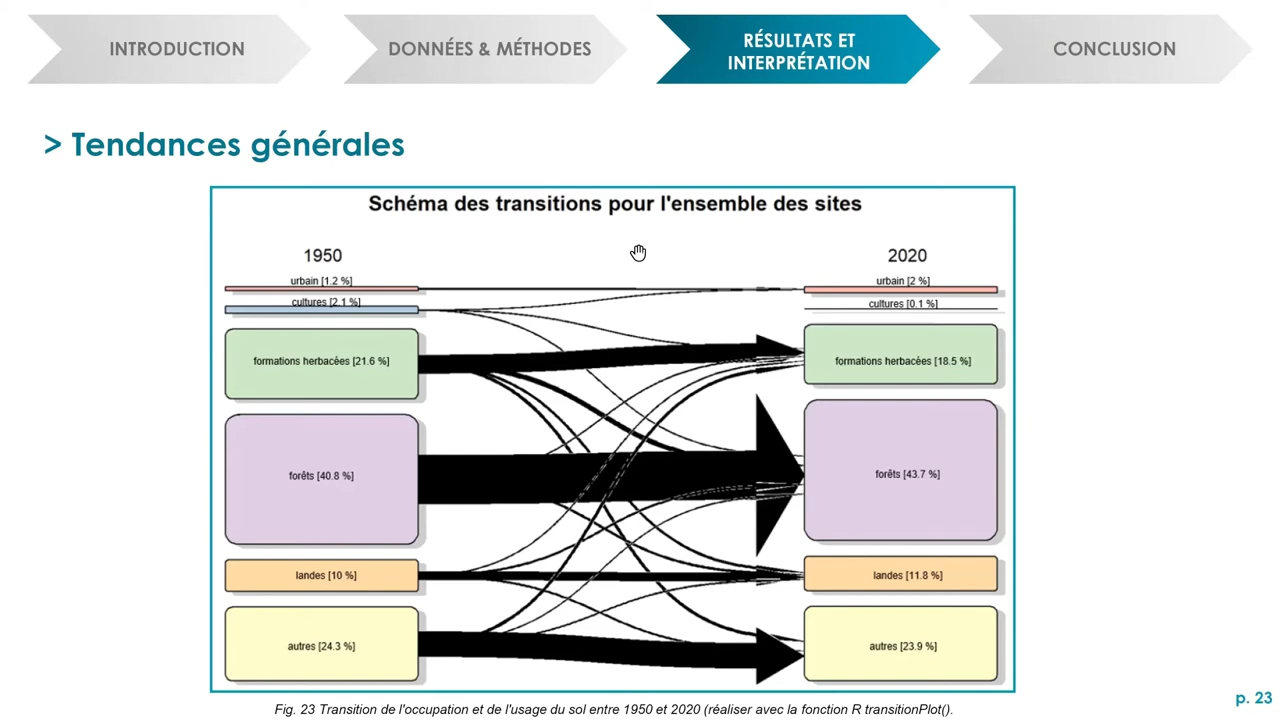 INTRODUCTION
DONNÉES & MÉTHODES
RÉSULTATS ET
INTERPRÉTATION
CONCLUSION
> Tendances générales
Schéma des transitions pour l'ensemble des sites
1950
2020
urbain [1.2 %]
urbain [2 %]
cultures [2.1 %]
cultures [0.1 %]
formations herbacées [21.6 %]
formations herbacées [18.5 %]
forêts [40.8 %]
forêts [43.7 %]
landes [10 %]
landes [11.8 %]
autres [24.3 %]
autres [23.9 %]
p. 23
Fig. 23 Transition de l'occupation et de l'usage du sol entre 1950 et 2020 (réaliser avec la fonction R transitionPlot().